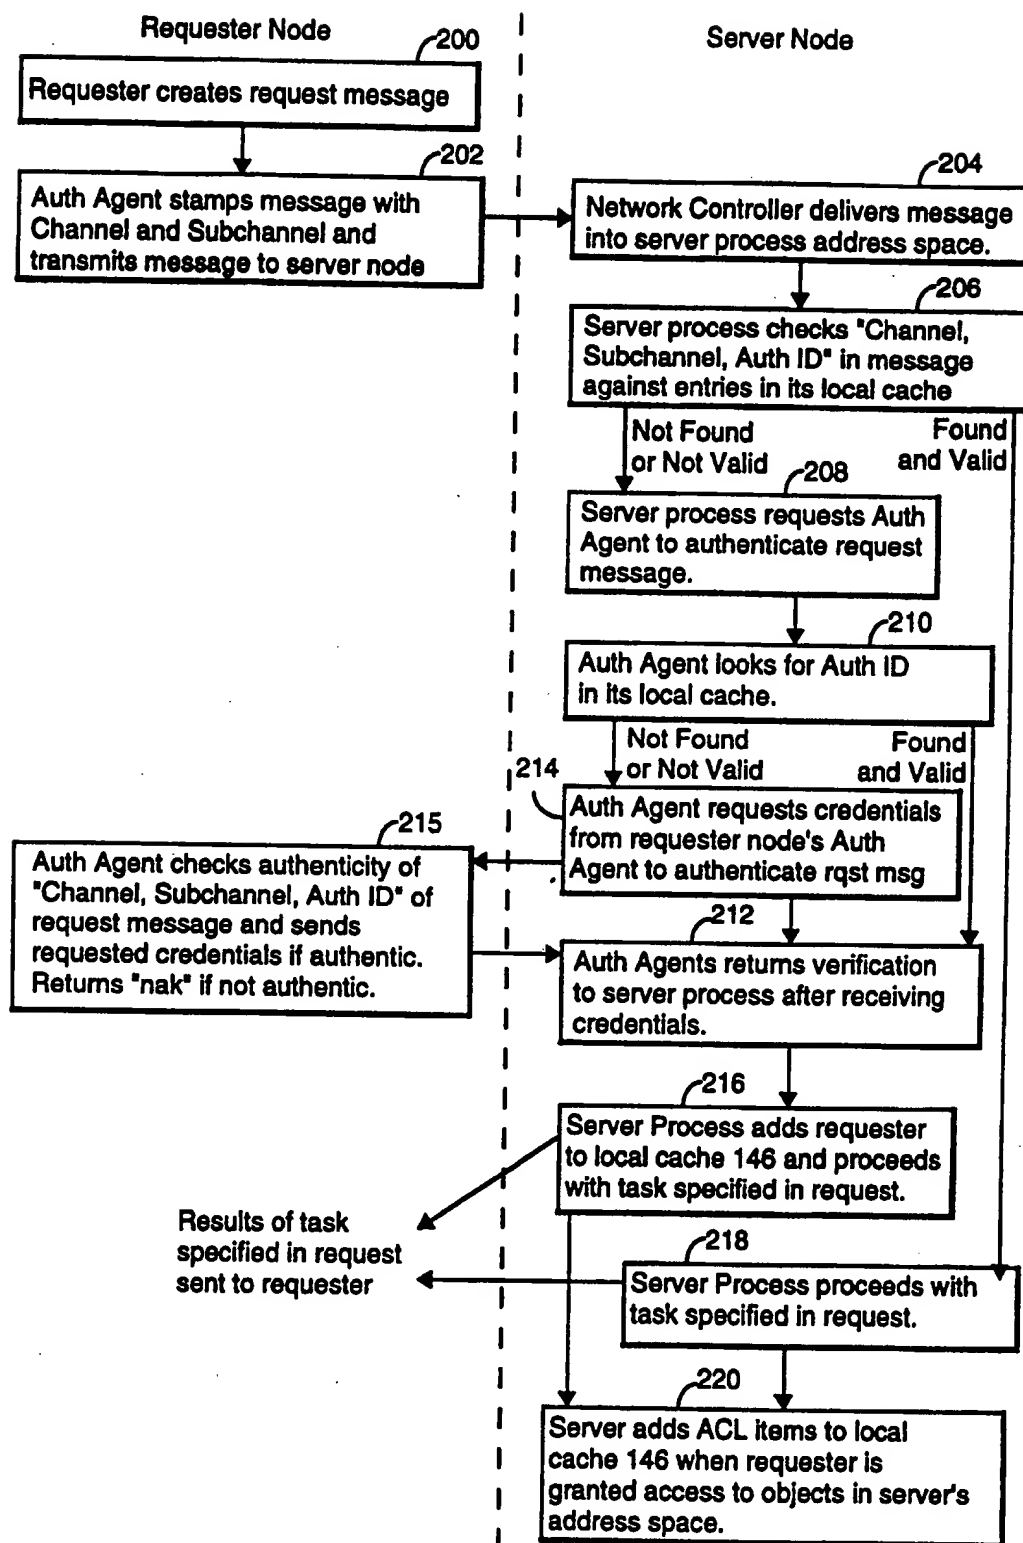 Requester Node
Server Node
200
Requester creates request message
202
Auth Agent stamps message with
Channel and Subchannel and
transmits message to server node
204
Network Controller delivers message
into server process address space.
206
Server process checks "Channel,
Subchannel, Auth ID" in message
against entries in its local cache
Not Found
or Not Valid
Found
and Valid
208
Server process requests Auth
Agent to authenticate request
message.
210
Auth Agent looks for Auth ID
in its local cache.
Not Found
or Not Valid
Found
and Valid
214
Auth Agent requests credentials
from requester node's Auth
Agent to authenticate rqst msg
215
Auth Agent checks authenticity of
"Channel, Subchannel, Auth ID" of
request message and sends
requested credentials if authentic.
Returns "nak" if not authentic.
212
Auth Agents returns verification
to server process after receiving
credentials.
216
Server Process adds requester
to local cache 146 and proceeds
with task specified in request.
Results of task
specified in request
sent to requester
218
Server Process proceeds with
task specified in request.
220
Server adds ACL items to local
cache 146 when requester is
granted access to objects in server's
address space.